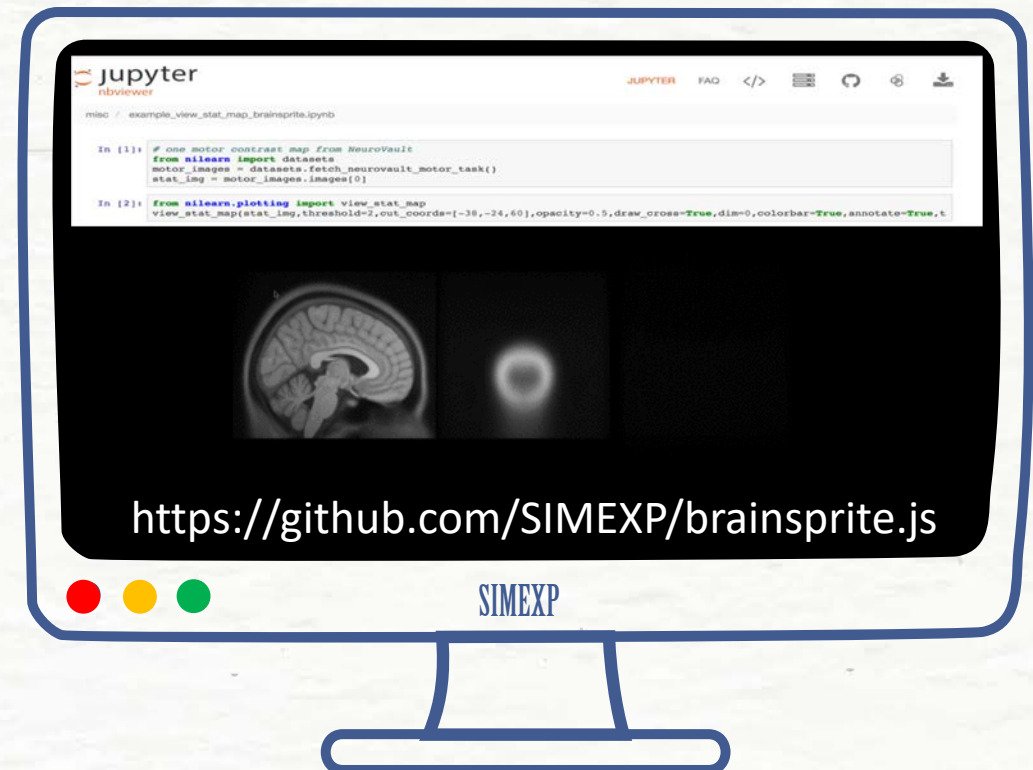 jupyter
nbviewer
JUPYTER FAQ </>
misc / example_view_stat_map_brainsprite.ipynb
In [1]: # one motor contrast map from NeuroVault
from nilearn import datasets
motor_images = datasets.fetch_neurovault_motor_task()
stat_img = motor_images.images[0]
In [2]: from nilearn.plotting import view_stat_map
view_stat_map(stat_img,threshold=2,cut_coords=[-38,-24,60],opacity=0.5,draw_cross=True,dim=0,colorbar=True,annotate=True,t
https://github.com/SIMEXP/brainsprite.js
SIMEXP